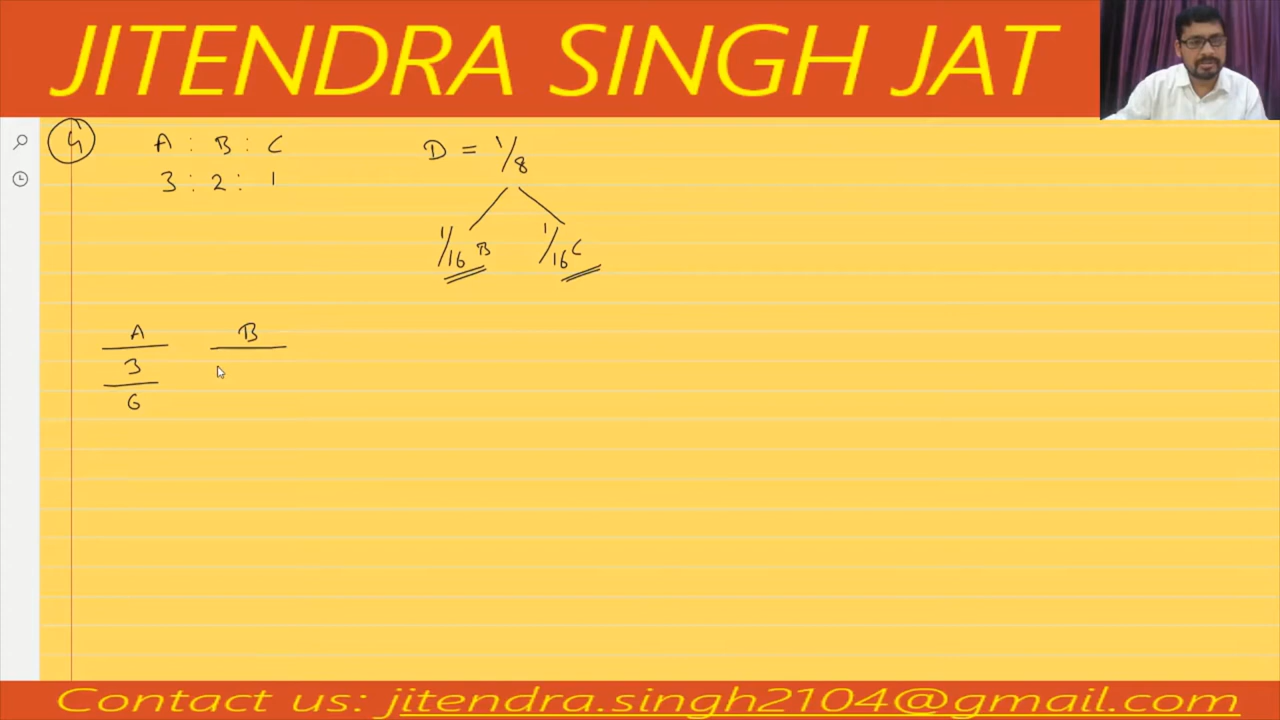 JITENDRA SINGH JAT
4
A : B : C
3 : 2 : 1
D = 1/8
1/16 B
1/16 C
A
3
6
B
Contact us: jitendra.singh2104@gmail.com